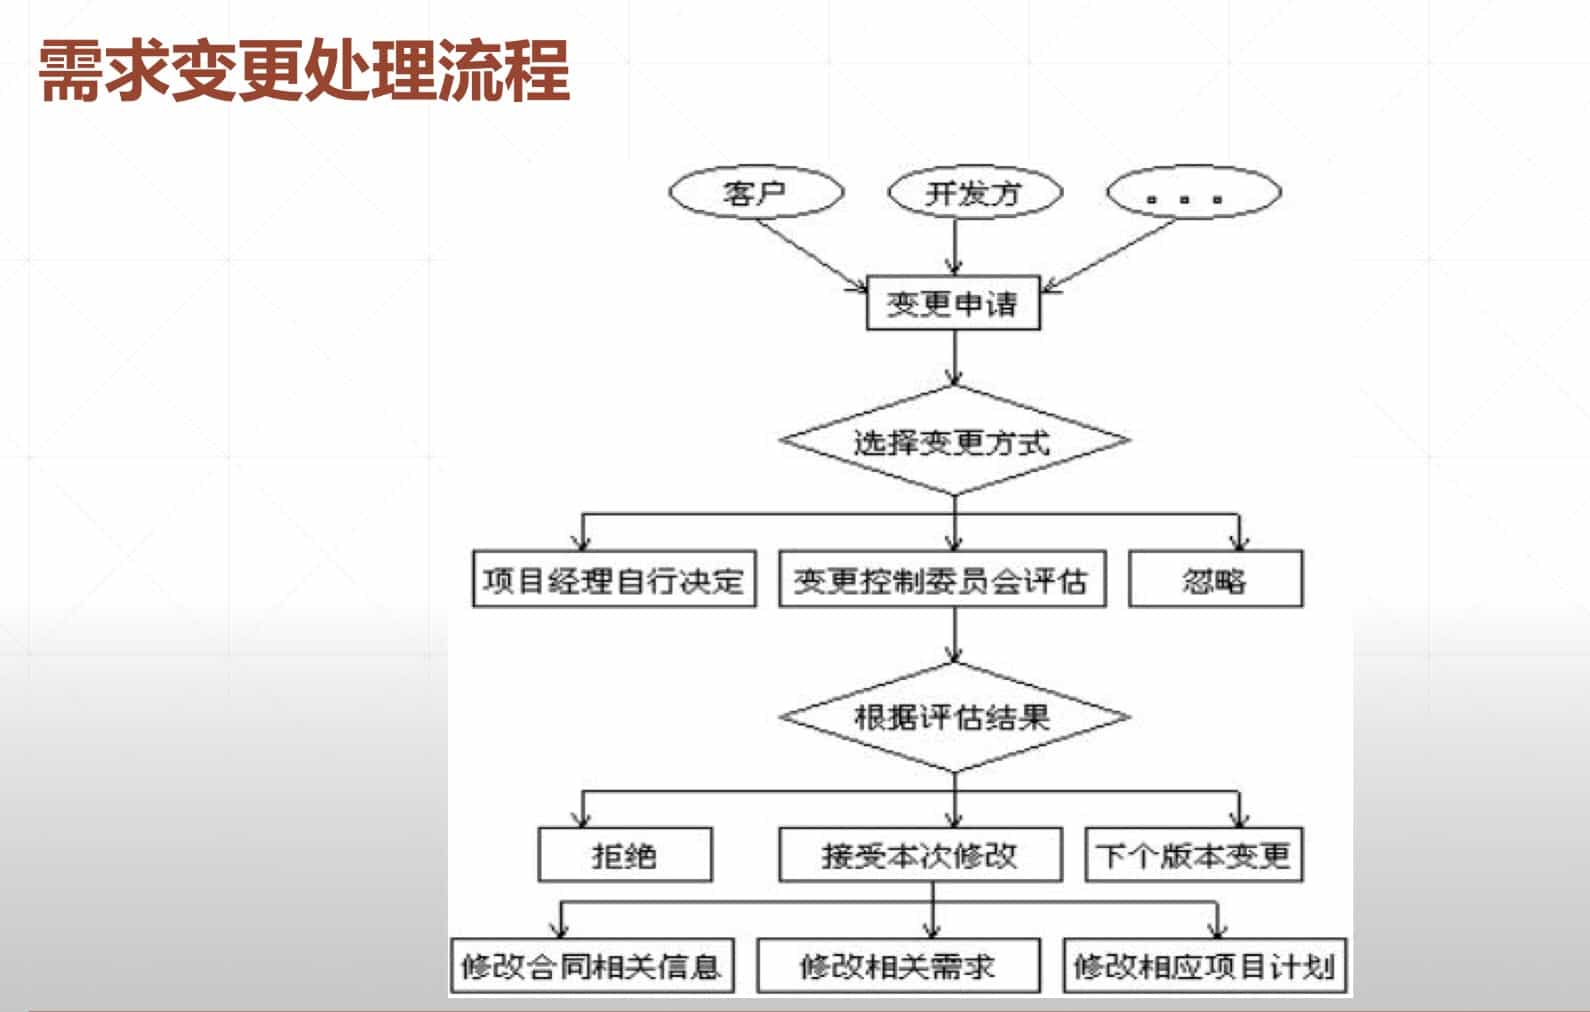 需求变更处理流程
客户
开发方
...
变更申请
选择变更方式
项目经理自行决定
变更控制委员会评估
忽略
根据评估结果
拒绝
接受本次修改
下个版本变更
修改合同相关信息
修改相关需求
修改相应项目计划